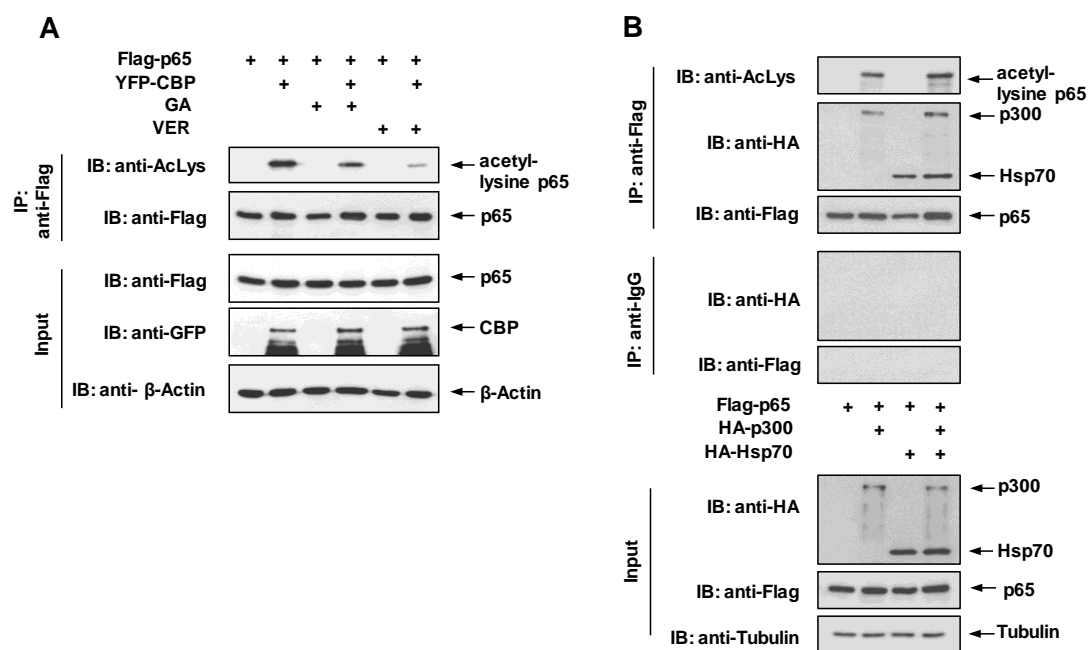 A
Flag-p65 + + + + + +
YFP-CBP + + +
GA + +
VER + +
IP: anti-Flag
IB: anti-AcLys
acetyl-
lysine p65
IB: anti-Flag
p65
Input
IB: anti-Flag
p65
IB: anti-GFP
CBP
IB: anti- β-Actin
β-Actin
B
IP: anti-Flag
IB: anti-AcLys
acetyl-
lysine p65
p300
IB: anti-HA
Hsp70
IB: anti-Flag
p65
IP: anti-IgG
IB: anti-HA
IB: anti-Flag
Flag-p65 + + + +
HA-p300 + +
HA-Hsp70 + +
Input
p300
IB: anti-HA
Hsp70
IB: anti-Flag
p65
IB: anti-Tubulin
Tubulin